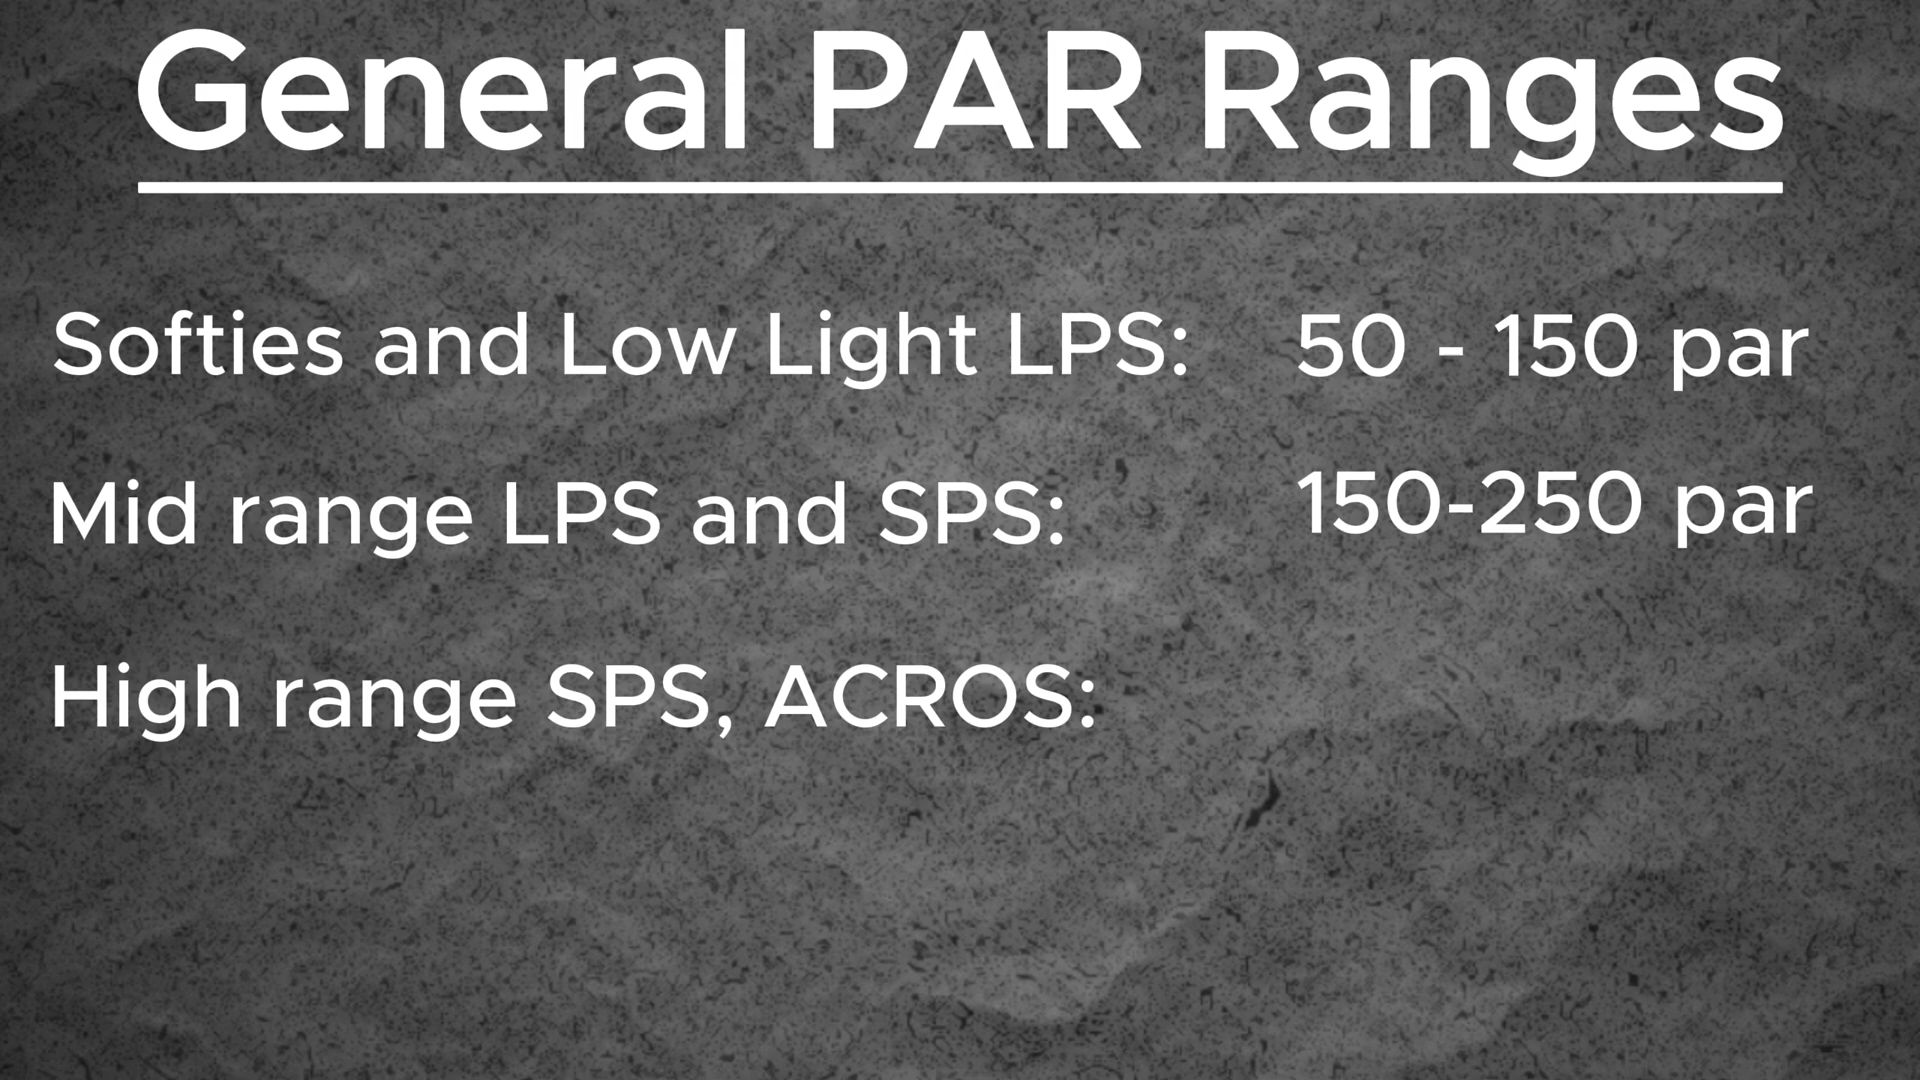 General PAR Ranges
Softies and Low Light LPS: 50 - 150 par
Mid range LPS and SPS: 150-250 par
High range SPS, ACROS: